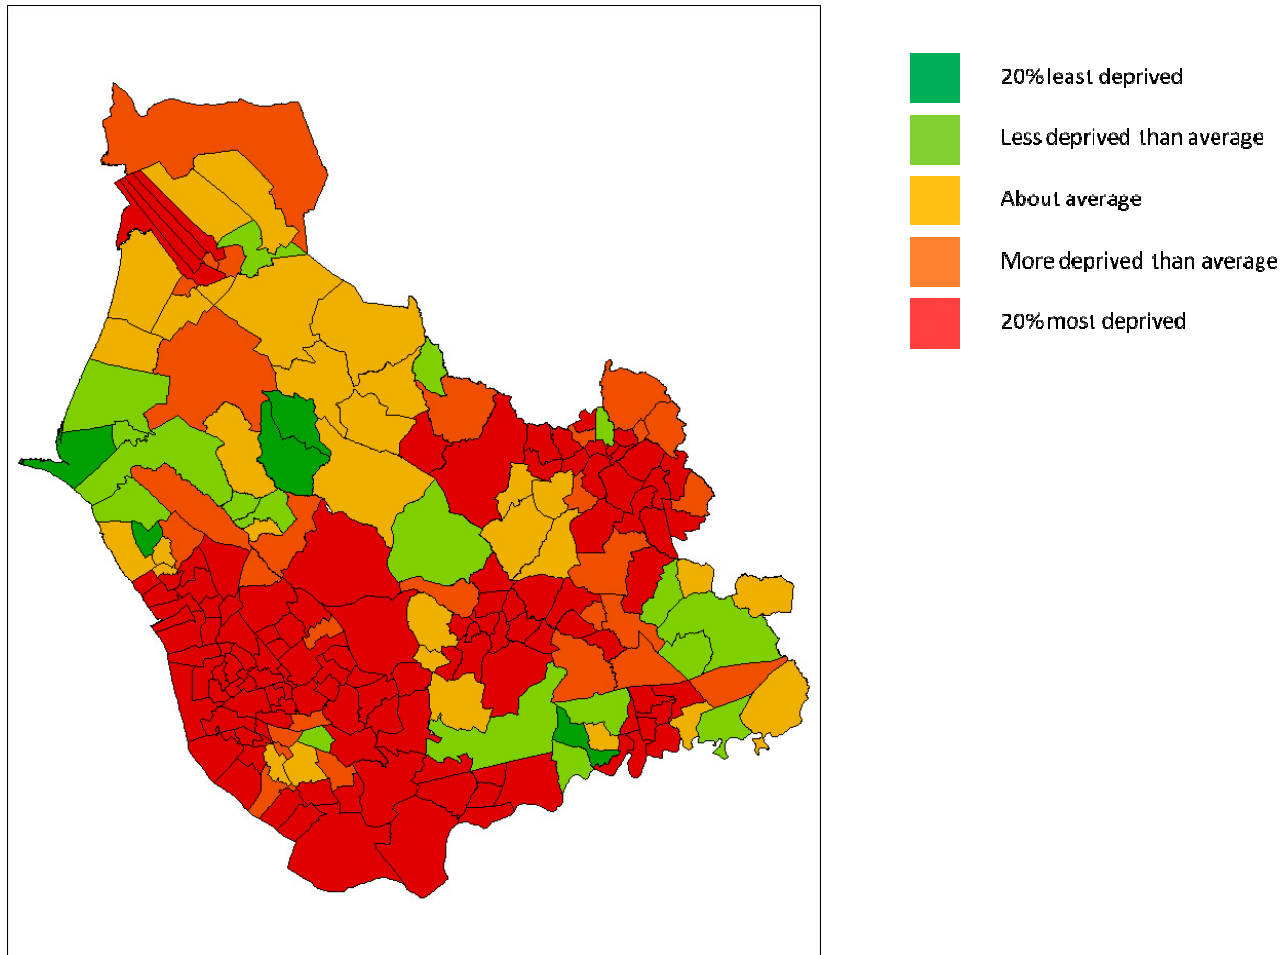 20% least deprived
Less deprived than average
About average
More deprived than average
20% most deprived